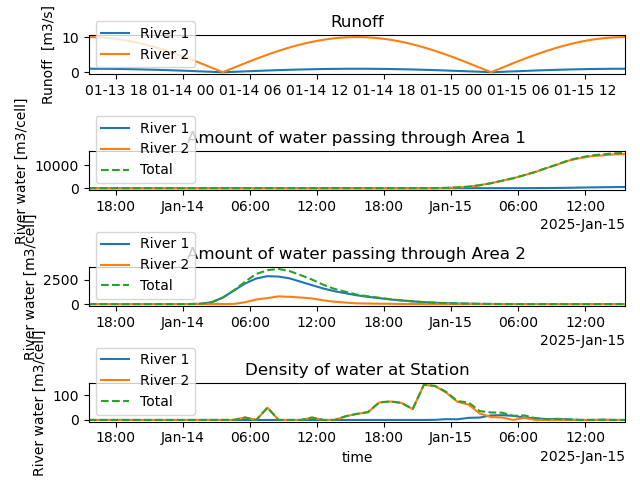 Runoff
Runoff [m3/s]
River 1
River 2
10
0
01-13 18 01-14 00 01-14 06 01-14 12 01-14 18 01-15 00 01-15 06 01-15 12
Amount of water passing through Area 1
River water [m3/cell]
River 1
River 2
Total
10000
0
18:00 Jan-14 06:00 12:00 18:00 Jan-15 06:00 12:00
2025-Jan-15
Amount of water passing through Area 2
River water [m3/cell]
River 1
River 2
Total
2500
0
18:00 Jan-14 06:00 12:00 18:00 Jan-15 06:00 12:00
2025-Jan-15
Density of water at Station
River water [m3/cell]
River 1
River 2
Total
100
0
18:00 Jan-14 06:00 12:00 18:00 Jan-15 06:00 12:00
time
2025-Jan-15